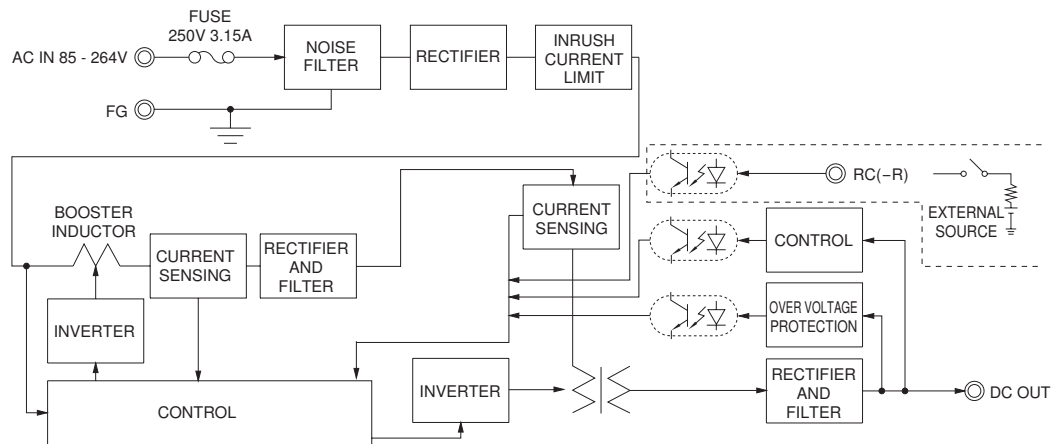 FUSE
250V 3.15A
AC IN 85 - 264V
NOISE
FILTER
RECTIFIER
INRUSH
CURRENT
LIMIT
FG
RC(−R)
EXTERNAL
SOURCE
BOOSTER
INDUCTOR
CURRENT
SENSING
RECTIFIER
AND
FILTER
CURRENT
SENSING
CONTROL
INVERTER
OVER VOLTAGE
PROTECTION
CONTROL
INVERTER
RECTIFIER
AND
FILTER
DC OUT